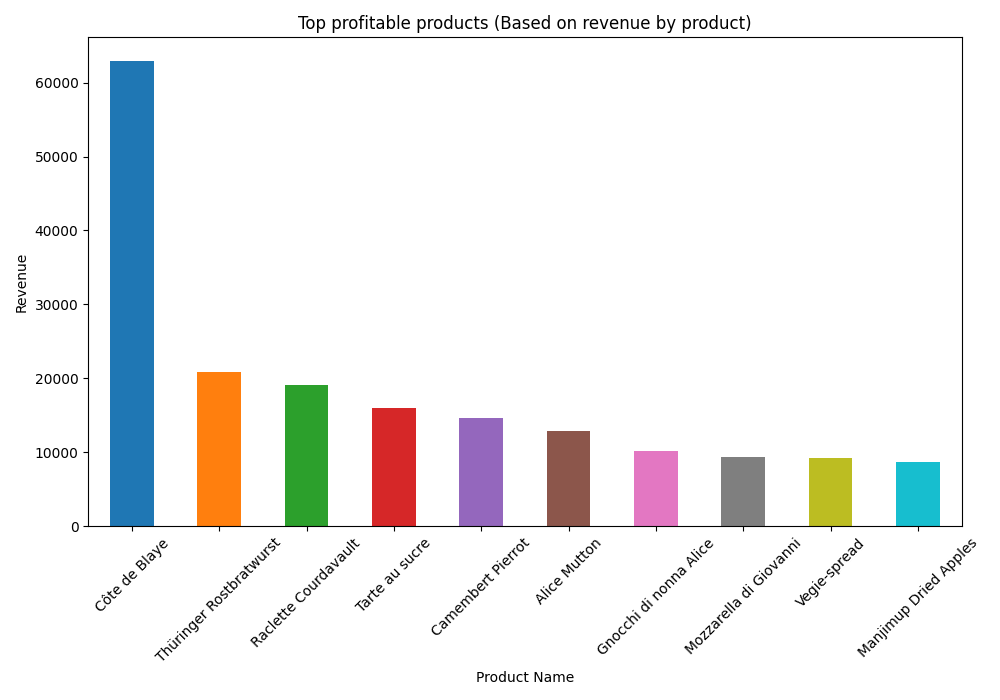 Top profitable products (Based on revenue by product)
60000
50000
40000
30000
20000
10000
0
Revenue
Côte de Blaye
Thüringer Rostbratwurst
Raclette Courdavault
Tarte au sucre
Camembert Pierrot
Alice Mutton
Gnocchi di nonna Alice
Mozzarella di Giovanni
Vegie-spread
Manjimup Dried Apples
Product Name